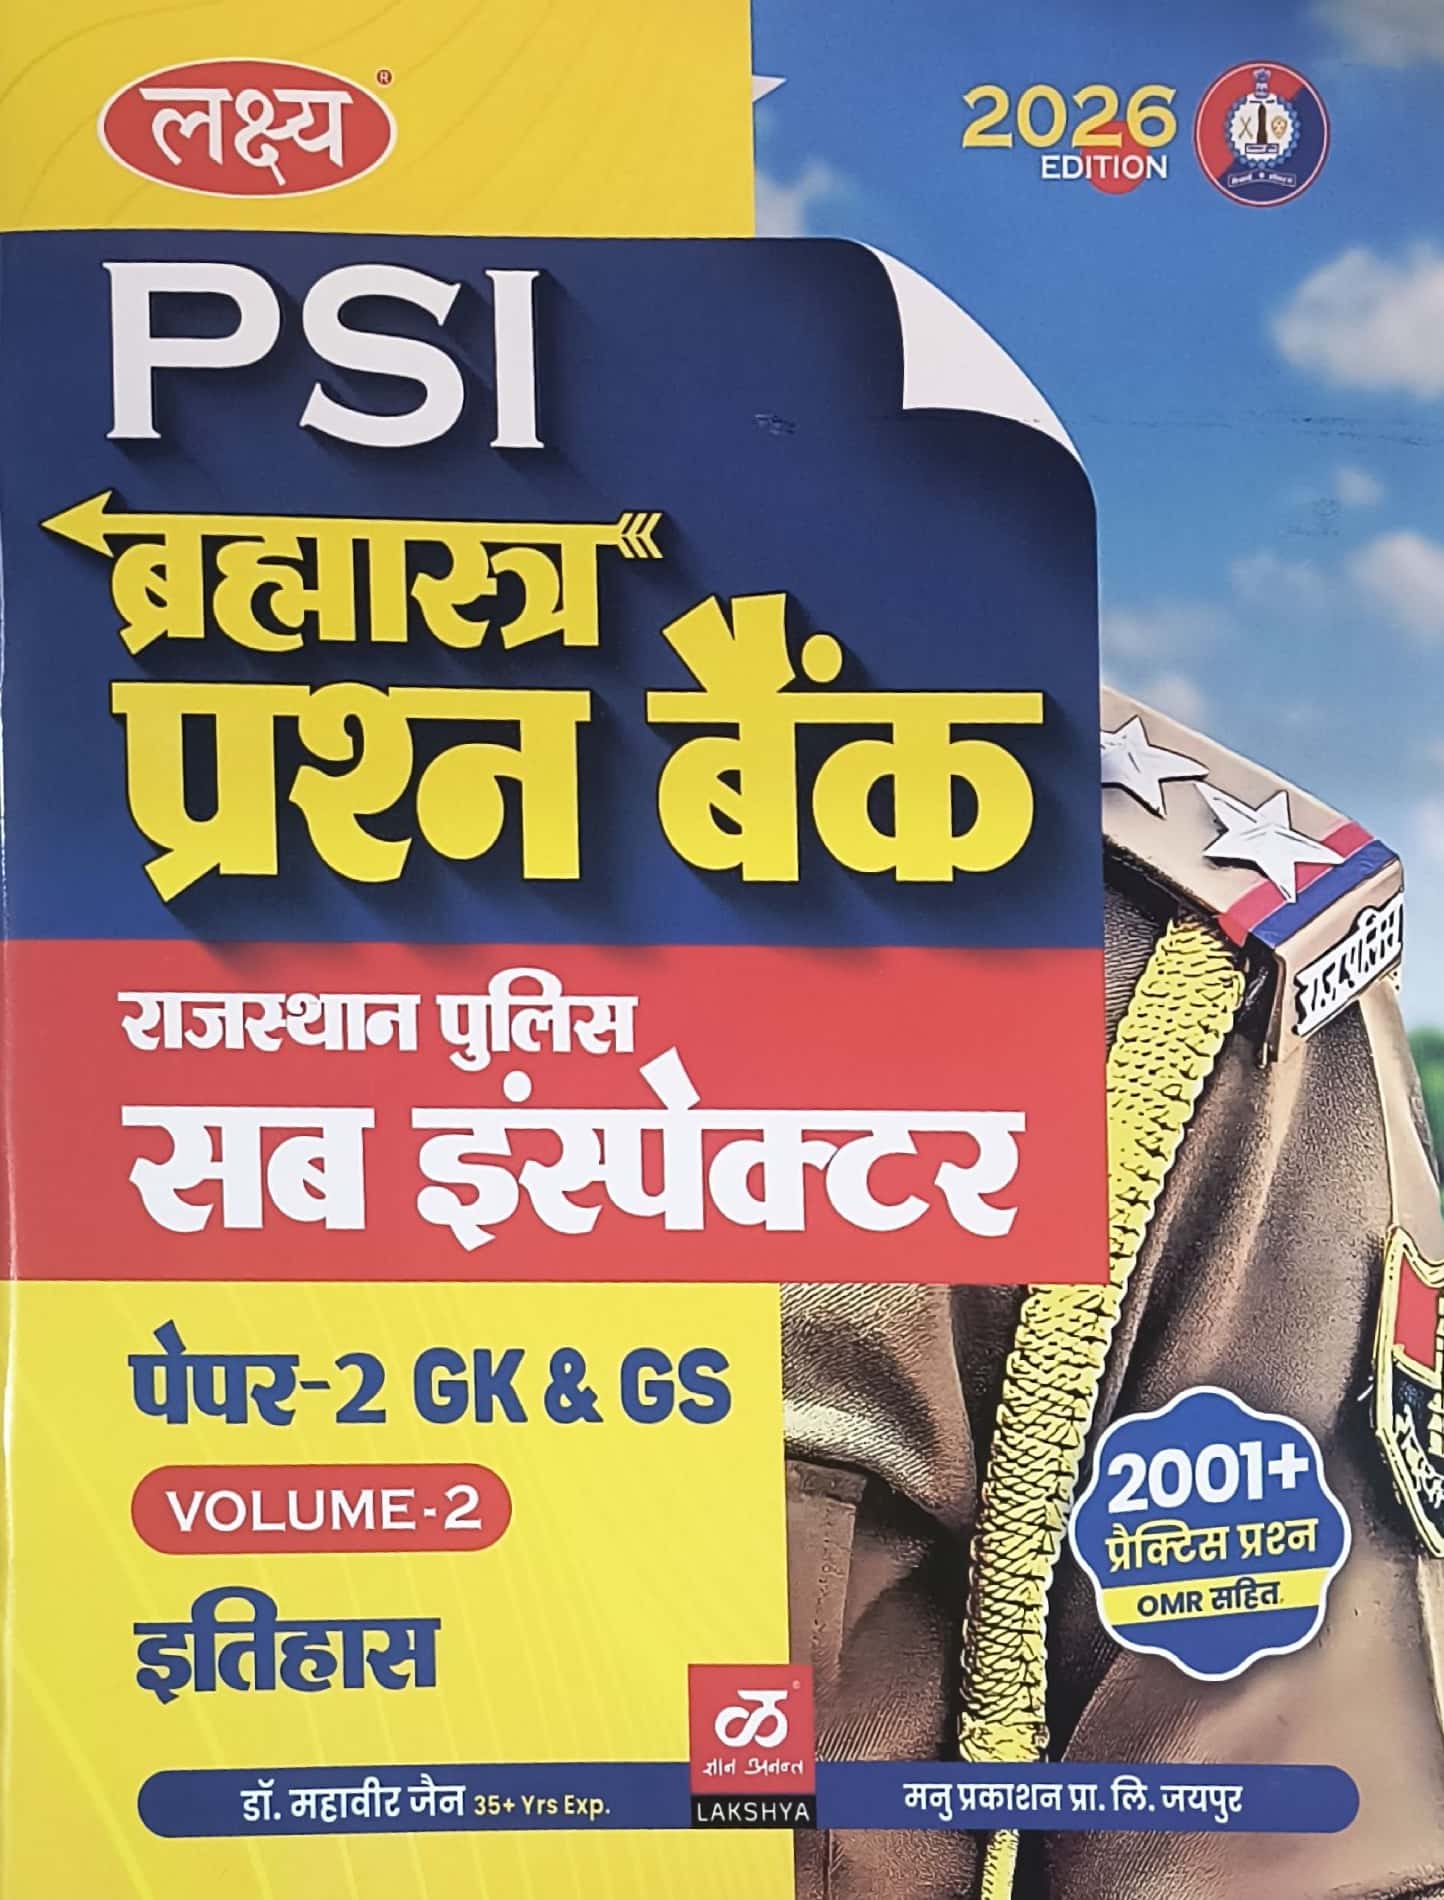 लक्ष्य ®
2026
EDITION
PSI
ब्रह्मास्त्र
प्रश्न बैंक
राजस्थान पुलिस
सब इंस्पेक्टर
पेपर-2 GK & GS
VOLUME-2
इतिहास
2001+
प्रैक्टिस प्रश्न
OMR सहित
ज्ञान अनन्त
LAKSHYA
डॉ. महावीर जैन 35+ Yrs Exp.
मनु प्रकाशन प्रा. लि. जयपुर